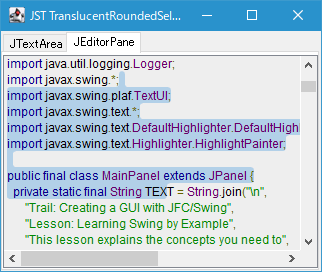 JST TranslucentRoundedSel...
JTextArea JEditorPane
import java.util.logging.Logger;
import javax.swing.*;
import javax.swing.plaf.TextUI;
import javax.swing.text.*;
import javax.swing.text.DefaultHighlighter.DefaultHigh
import javax.swing.text.Highlighter.HighlightPainter;
public final class MainPanel extends JPanel {
private static final String TEXT = String.join("\n",
"Trail: Creating a GUI with JFC/Swing",
"Lesson: Learning Swing by Example",
"This lesson explains the concepts you need to",